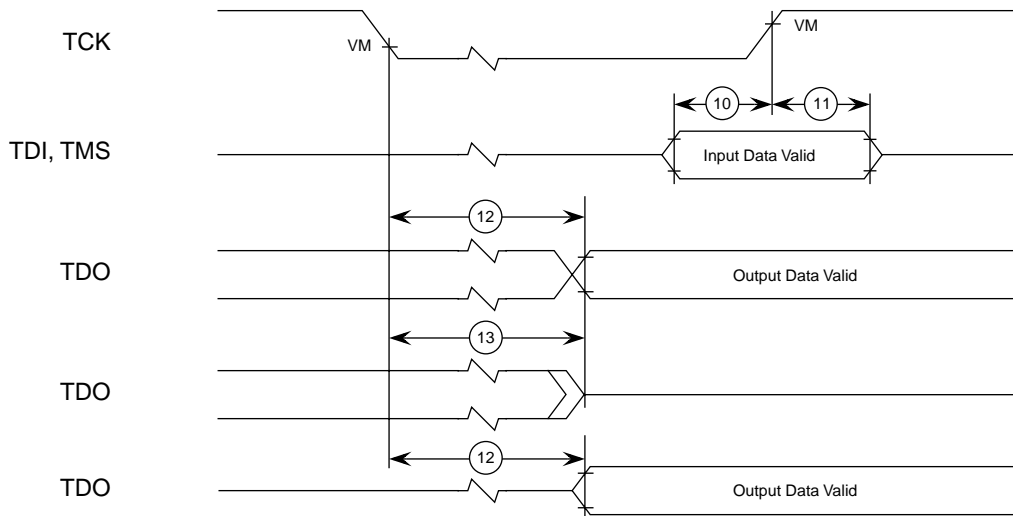 TCK
VM
VM
10
11
TDI, TMS
Input Data Valid
12
TDO
Output Data Valid
13
TDO
12
TDO
Output Data Valid